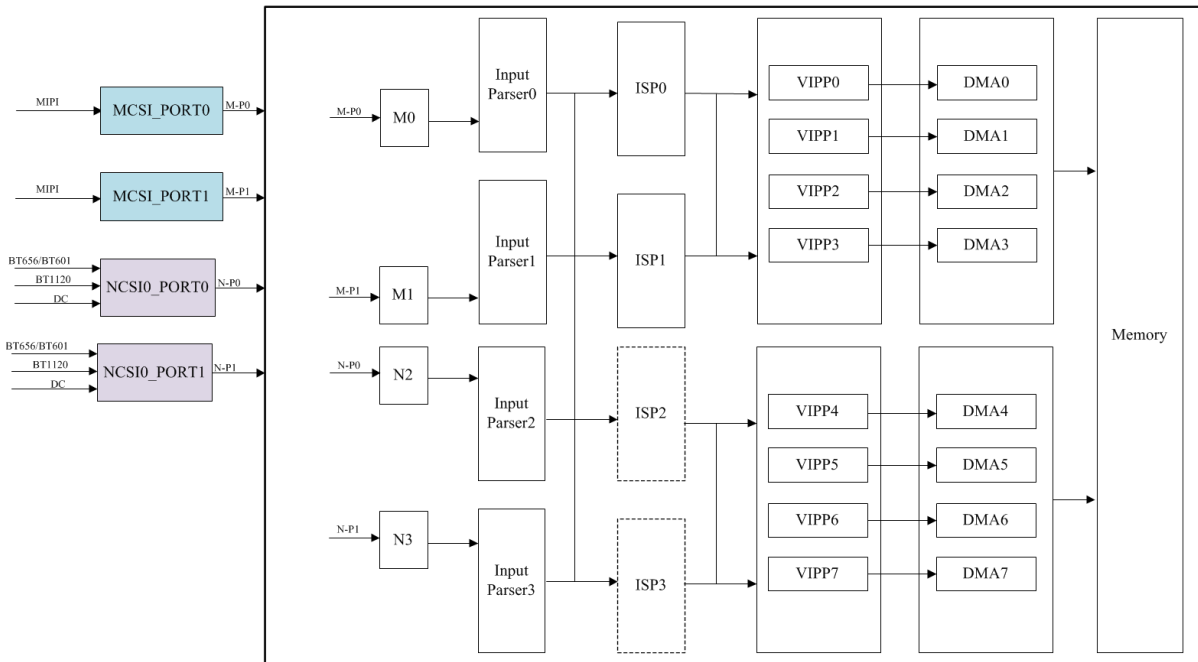 MIPI
MCSI_PORT0
M-P0
MIPI
MCSI_PORT1
M-P1
BT656/BT601
BT1120
DC
NCSI0_PORT0
N-P0
BT656/BT601
BT1120
DC
NCSI0_PORT1
N-P1
M-P0
M0
M-P1
M1
N-P0
N2
N-P1
N3
Input
Parser0
Input
Parser1
Input
Parser2
Input
Parser3
ISP0
ISP1
ISP2
ISP3
VIPP0
VIPP1
VIPP2
VIPP3
VIPP4
VIPP5
VIPP6
VIPP7
DMA0
DMA1
DMA2
DMA3
DMA4
DMA5
DMA6
DMA7
Memory